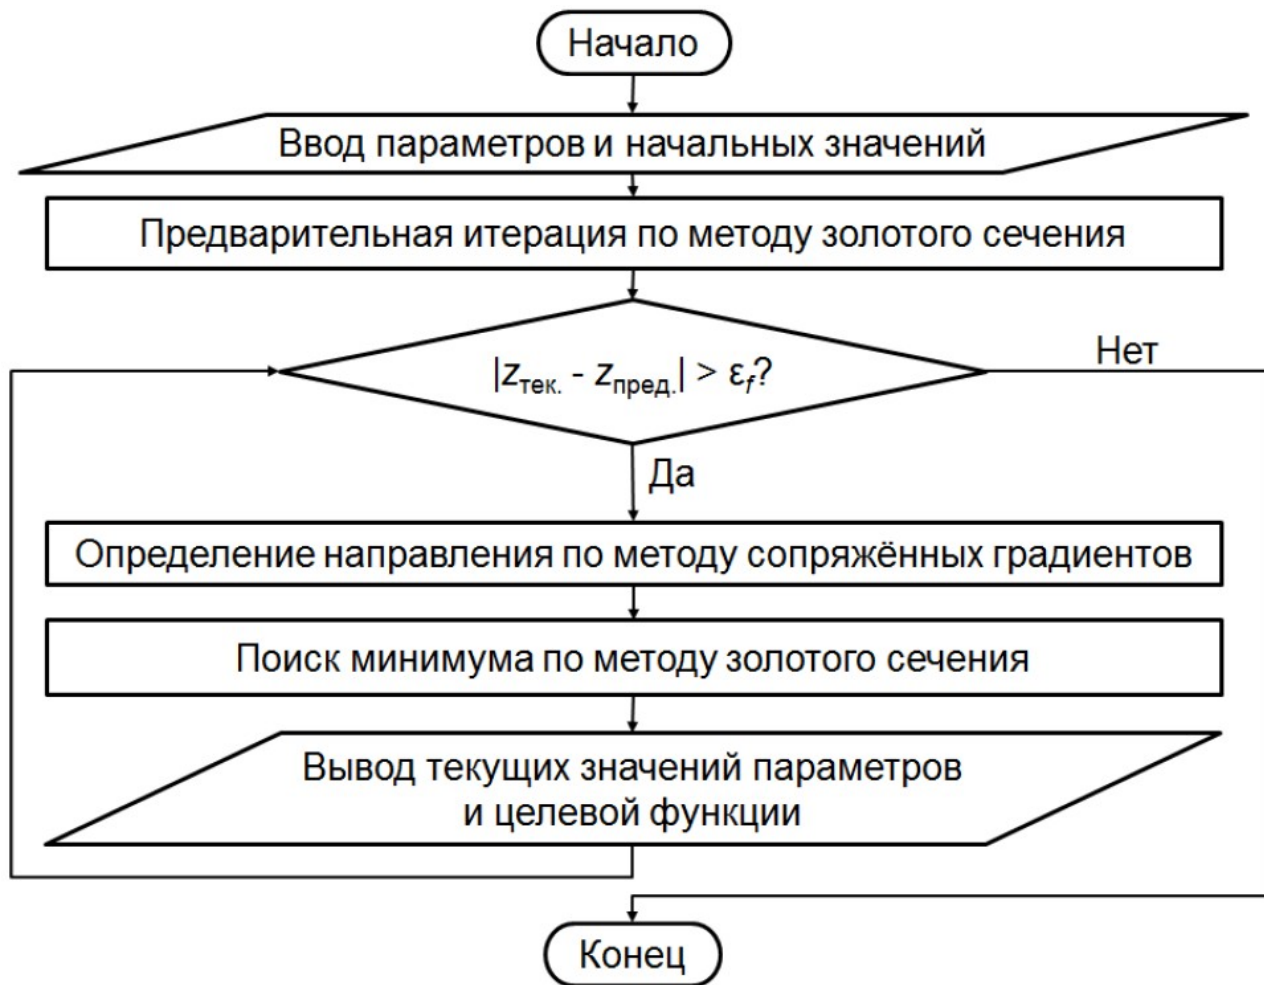 Начало
Ввод параметров и начальных значений
Предварительная итерация по методу золотого сечения
|zтек. - zпред.| > εf?
Нет
Да
Определение направления по методу сопряжённых градиентов
Поиск минимума по методу золотого сечения
Вывод текущих значений параметров
и целевой функции
Конец